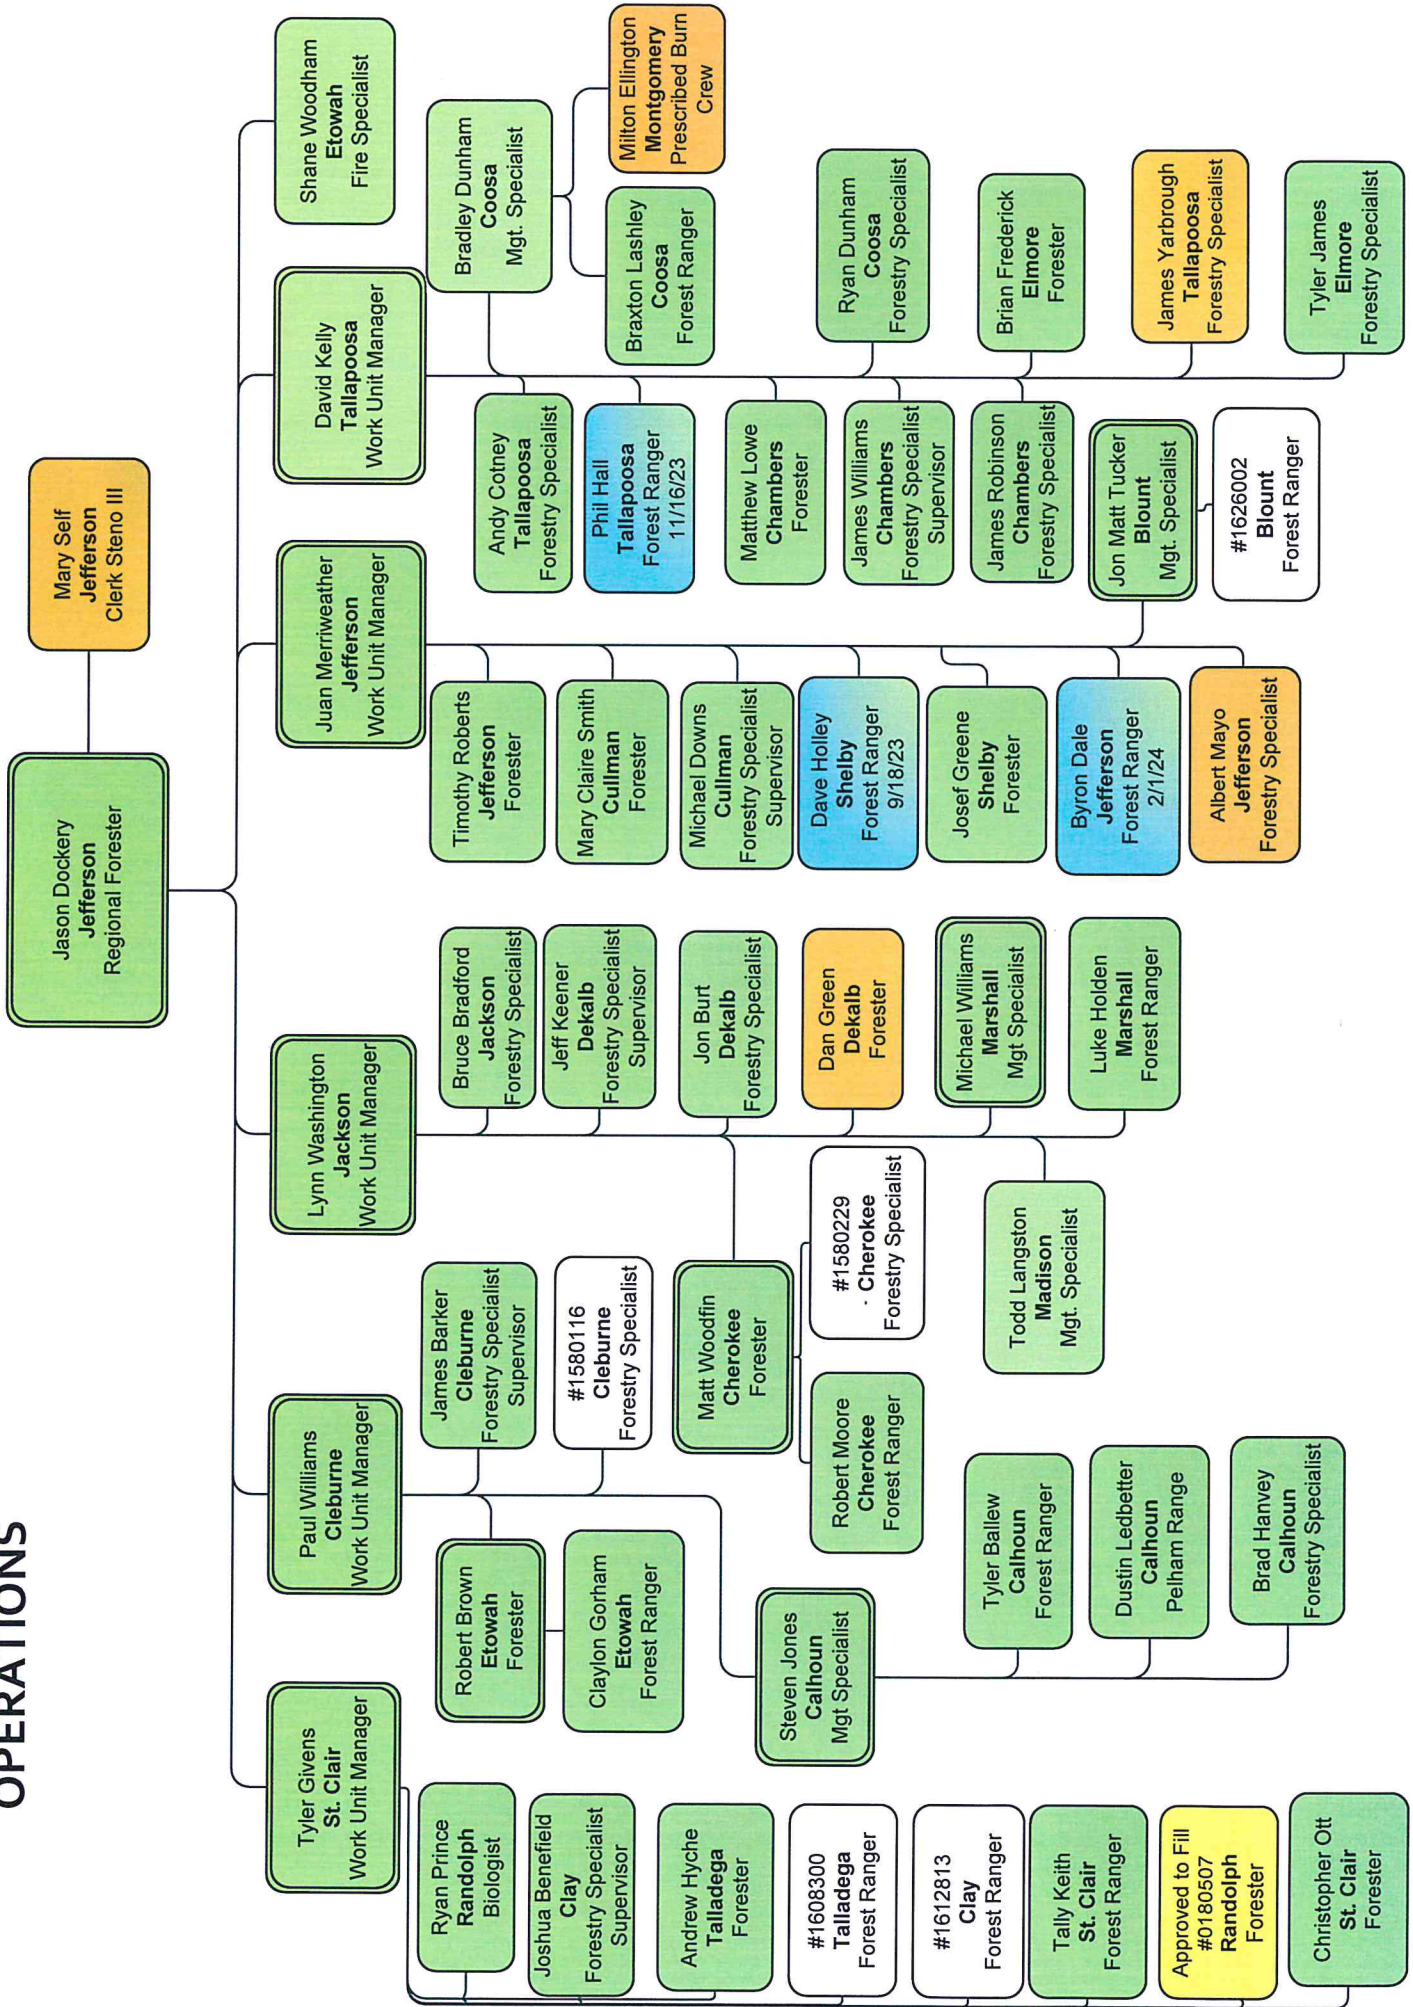 OPERATIONS
Jason Dockery
Jefferson
Regional Forester
Mary Self
Jefferson
Clerk Steno III
Tyler Givens
St. Clair
Work Unit Manager
Paul Williams
Cleburne
Work Unit Manager
Lynn Washington
Jackson
Work Unit Manager
Juan Merriweather
Jefferson
Work Unit Manager
David Kelly
Tallapoosa
Work Unit Manager
Shane Woodham
Etowah
Fire Specialist
Ryan Prince
Randolph
Biologist
Joshua Benefield
Clay
Forestry Specialist
Supervisor
Andrew Hyche
Talladega
Forester
#1608300
Talladega
Forest Ranger
#1612813
Clay
Forest Ranger
Tally Keith
St. Clair
Forest Ranger
Approved to Fill
#0180507
Randolph
Forester
Christopher Ott
St. Clair
Forester
James Barker
Cleburne
Forestry Specialist
Supervisor
#1580116
Cleburne
Forestry Specialist
Robert Brown
Etowah
Forester
Claylon Gorham
Etowah
Forest Ranger
Steven Jones
Calhoun
Mgt Specialist
Tyler Ballew
Calhoun
Forest Ranger
Dustin Ledbetter
Calhoun
Pelham Range
Brad Hanvey
Calhoun
Forestry Specialist
Bruce Bradford
Jackson
Forestry Specialist
Jeff Keener
Dekalb
Forestry Specialist
Supervisor
Jon Burt
Dekalb
Forestry Specialist
Dan Green
Dekalb
Forester
Michael Williams
Marshall
Mgt Specialist
Luke Holden
Marshall
Forest Ranger
Matt Woodfin
Cherokee
Forester
Robert Moore
Cherokee
Forest Ranger
#1580229
- Cherokee
Forestry Specialist
Todd Langston
Madison
Mgt. Specialist
Timothy Roberts
Jefferson
Forester
Mary Claire Smith
Cullman
Forester
Michael Downs
Cullman
Forestry Specialist
Supervisor
Dave Holley
Shelby
Forest Ranger
9/18/23
Josef Greene
Shelby
Forester
Byron Dale
Jefferson
Forest Ranger
2/1/24
Albert Mayo
Jefferson
Forestry Specialist
Jon Matt Tucker
Blount
Mgt. Specialist
#1626002
Blount
Forest Ranger
Andy Cotney
Tallapoosa
Forestry Specialist
Phil Hall
Tallapoosa
Forest Ranger
11/16/23
Matthew Lowe
Chambers
Forester
James Williams
Chambers
Forestry Specialist
Supervisor
James Robinson
Chambers
Forestry Specialist
Bradley Dunham
Coosa
Mgt. Specialist
Braxton Lashley
Coosa
Forest Ranger
Milton Ellington
Montgomery
Prescribed Burn
Crew
Ryan Dunham
Coosa
Forestry Specialist
Brian Frederick
Elmore
Forester
James Yarbrough
Tallapoosa
Forestry Specialist
Tyler James
Elmore
Forestry Specialist